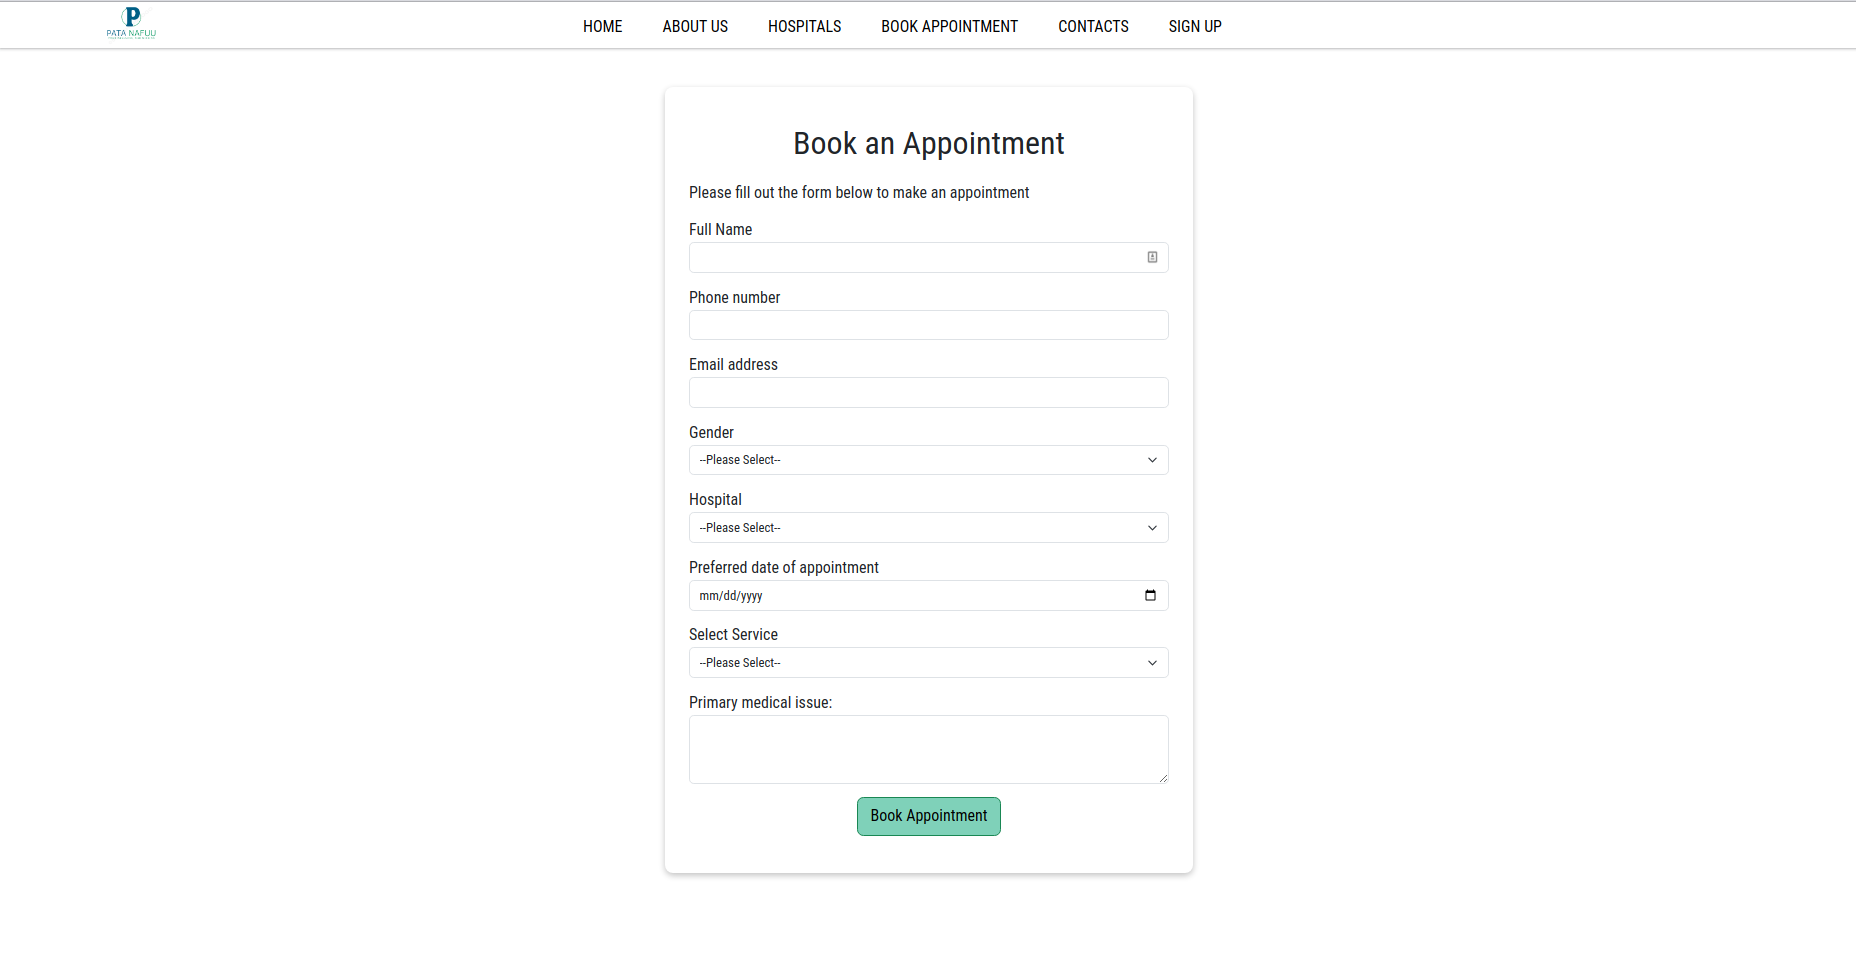 P
PATA NAFUU
HOME
ABOUT US
HOSPITALS
BOOK APPOINTMENT
CONTACTS
SIGN UP
Book an Appointment
Please fill out the form below to make an appointment
Full Name
Phone number
Email address
Gender
--Please Select--
Hospital
--Please Select--
Preferred date of appointment
mm/dd/yyyy
Select Service
--Please Select--
Primary medical issue:
Book Appointment